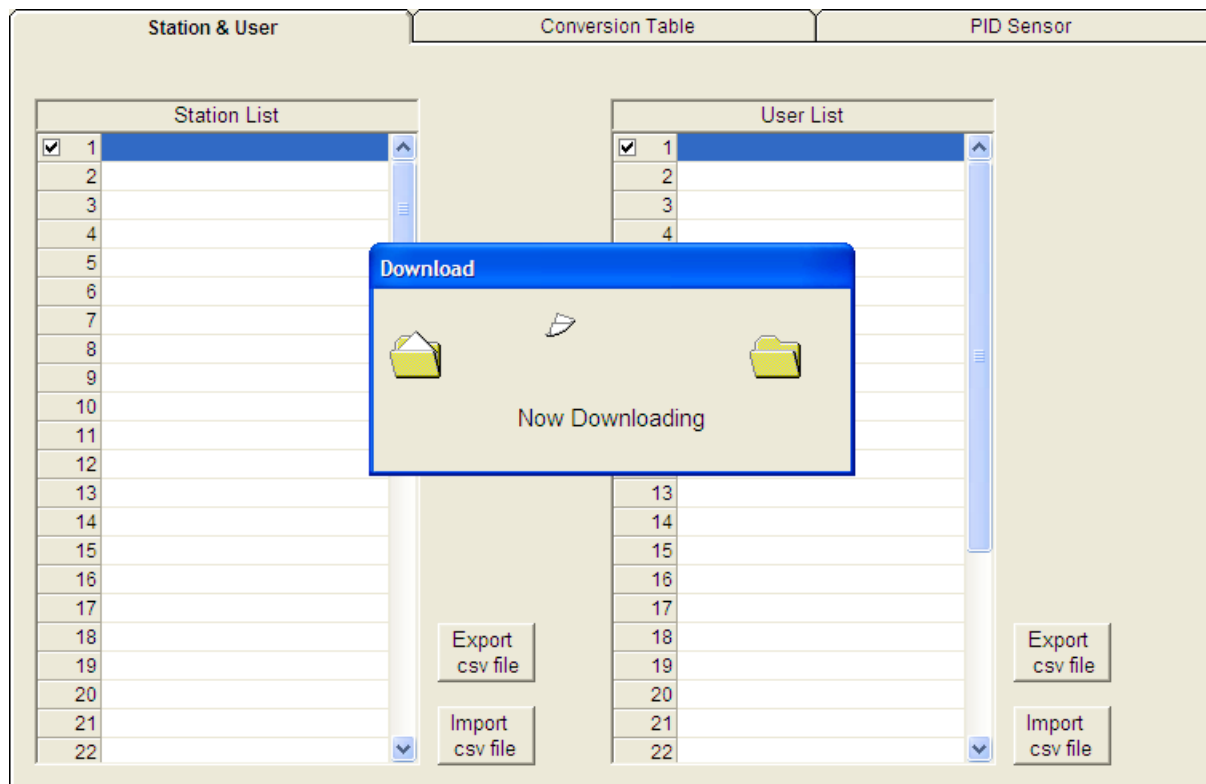 Station & User
Conversion Table
PID Sensor
Station List
User List
1
1
2
2
3
3
4
4
5
Download
6
7
8
9
10
Now Downloading
11
12
13
13
14
14
15
15
16
16
17
17
18
18
Export
csv file
Export
csv file
19
19
20
20
21
21
Import
csv file
Import
csv file
22
22